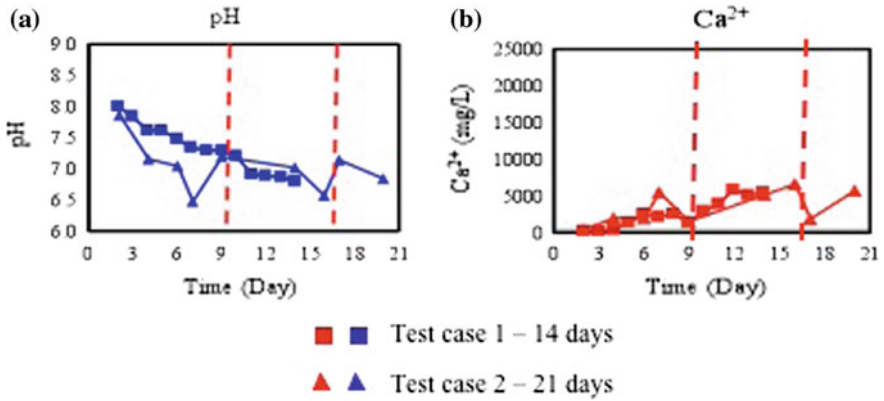 (a)
pH
9.0
8.5
8.0
7.5
7.0
6.5
6.0
pH
0 3 6 9 12 15 18 21
Time (Day)
(b)
Ca²⁺
25000
20000
15000
10000
5000
0
Ca²⁺ (mg/L)
0 3 6 9 12 15 18 21
Time (Day)
Test case 1 – 14 days
Test case 2 – 21 days